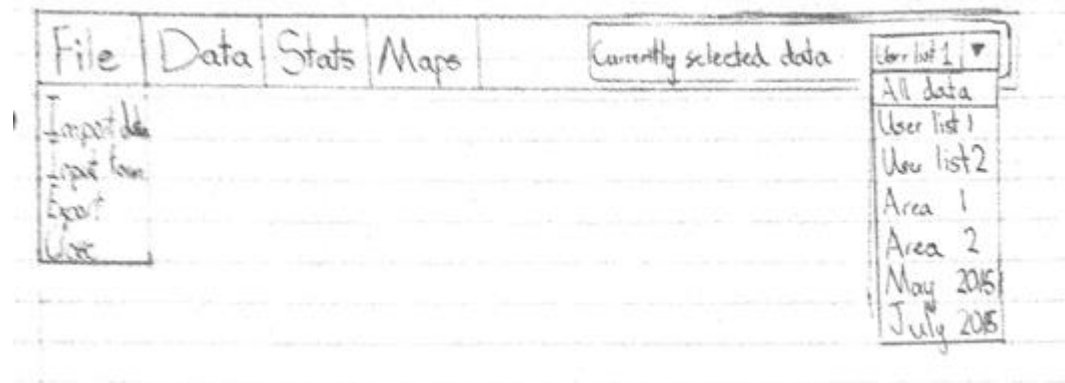 File Data Stats Maps Currently selected data User list 1 ▼
Import data
Input form
Export
Close
All data
User list 1
User list 2
Area 1
Area 2
May 2015
July 2015